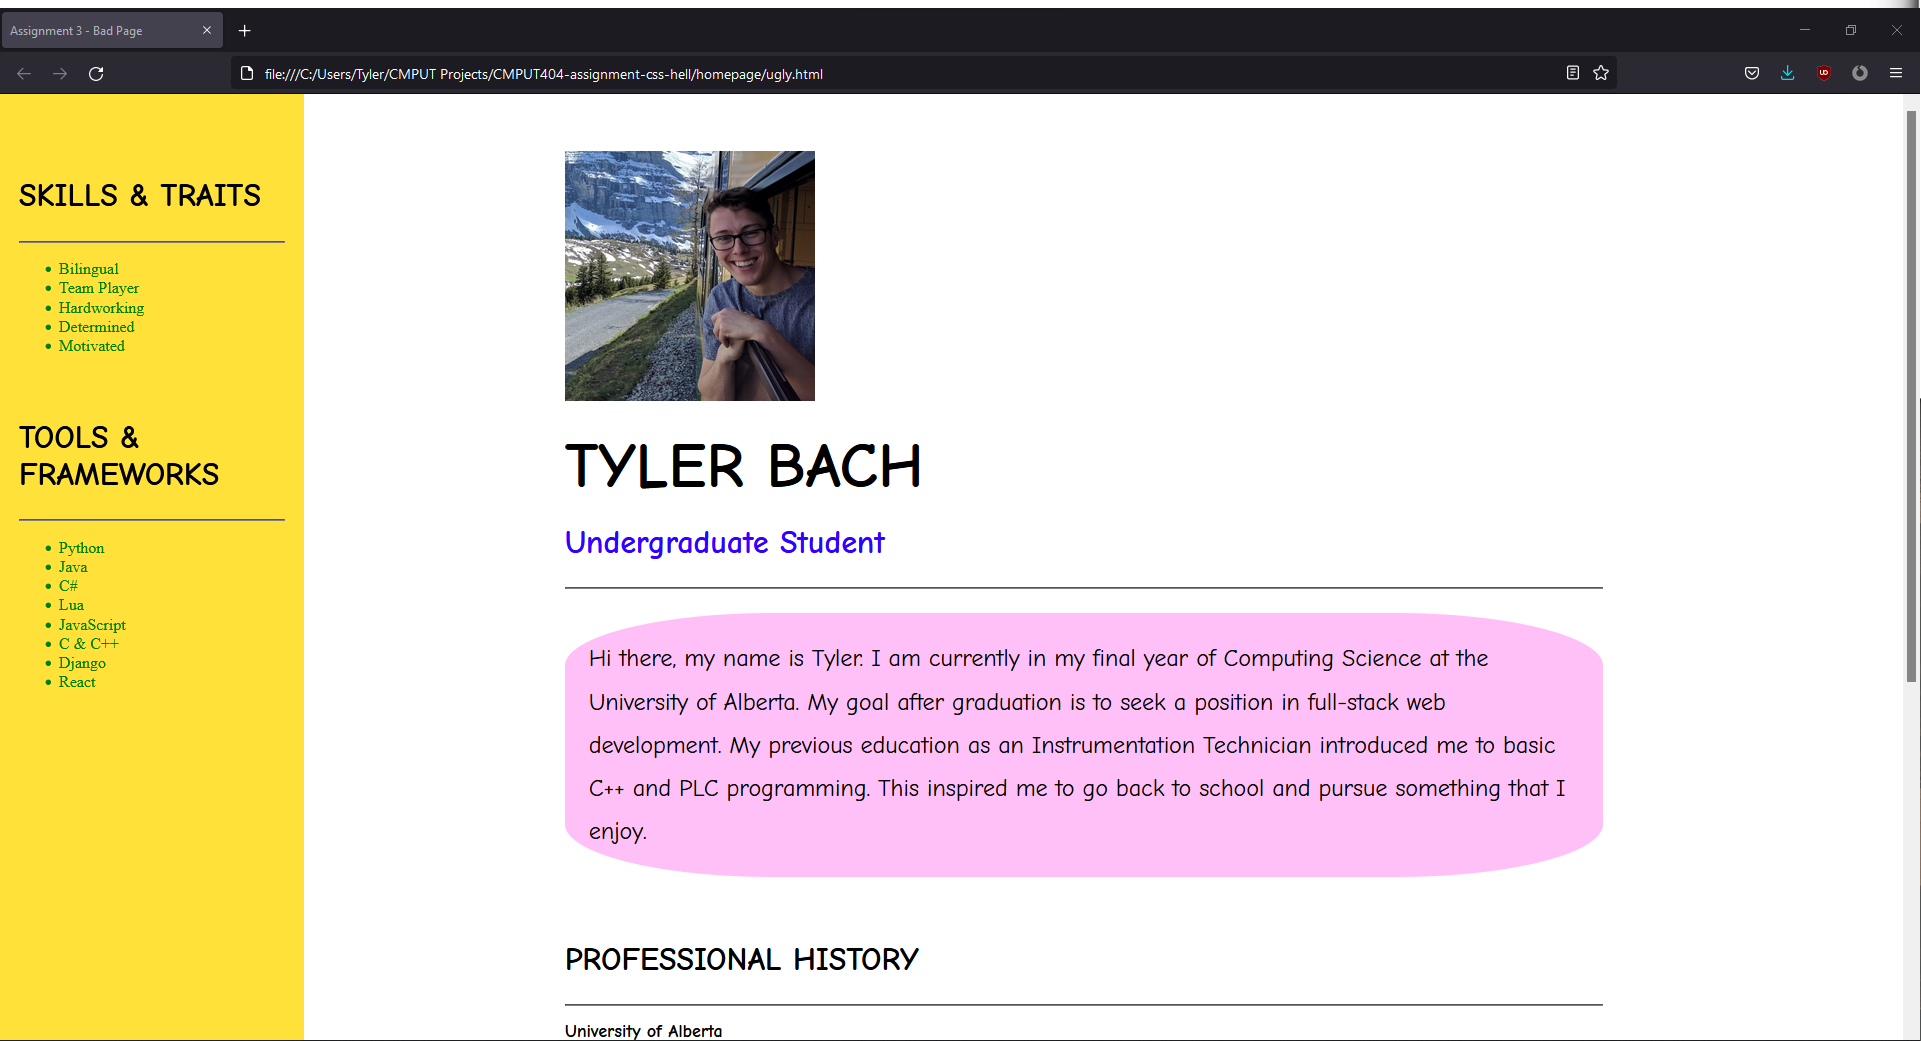 Assignment 3 - Bad Page
file:///C:/Users/Tyler/CMPUT Projects/CMPUT404-assignment-css-hell/homepage/ugly.html
SKILLS & TRAITS
Bilingual
Team Player
Hardworking
Determined
Motivated
TOOLS &
FRAMEWORKS
Python
Java
C#
Lua
JavaScript
C & C++
Django
React
TYLER BACH
Undergraduate Student
Hi there, my name is Tyler. I am currently in my final year of Computing Science at the
University of Alberta. My goal after graduation is to seek a position in full-stack web
development. My previous education as an Instrumentation Technician introduced me to basic
C++ and PLC programming. This inspired me to go back to school and pursue something that I
enjoy.
PROFESSIONAL HISTORY
University of Alberta